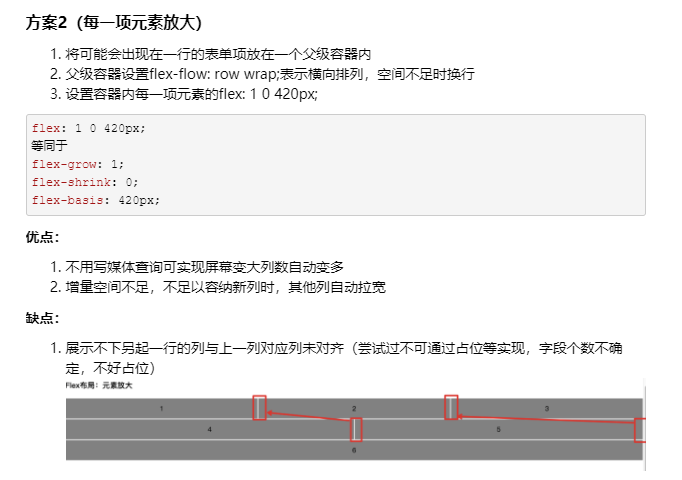 方案2（每一项元素放大）
1. 将可能会出现在一行的表单项放在一个父级容器内
2. 父级容器设置flex-flow: row wrap;表示横向排列，空间不足时换行
3. 设置容器内每一项元素的flex: 1 0 420px;
flex: 1 0 420px;
等同于
flex-grow: 1;
flex-shrink: 0;
flex-basis: 420px;
优点：
1. 不用写媒体查询可实现屏幕变大列数自动变多
2. 增量空间不足，不足以容纳新列时，其他列自动拉宽
缺点：
1. 展示不下另起一行的列与上一列对应列未对齐（尝试过不可通过占位等实现，字段个数不确
定，不好占位）
Flex布局：元素放大
1 2 3
4 5
6